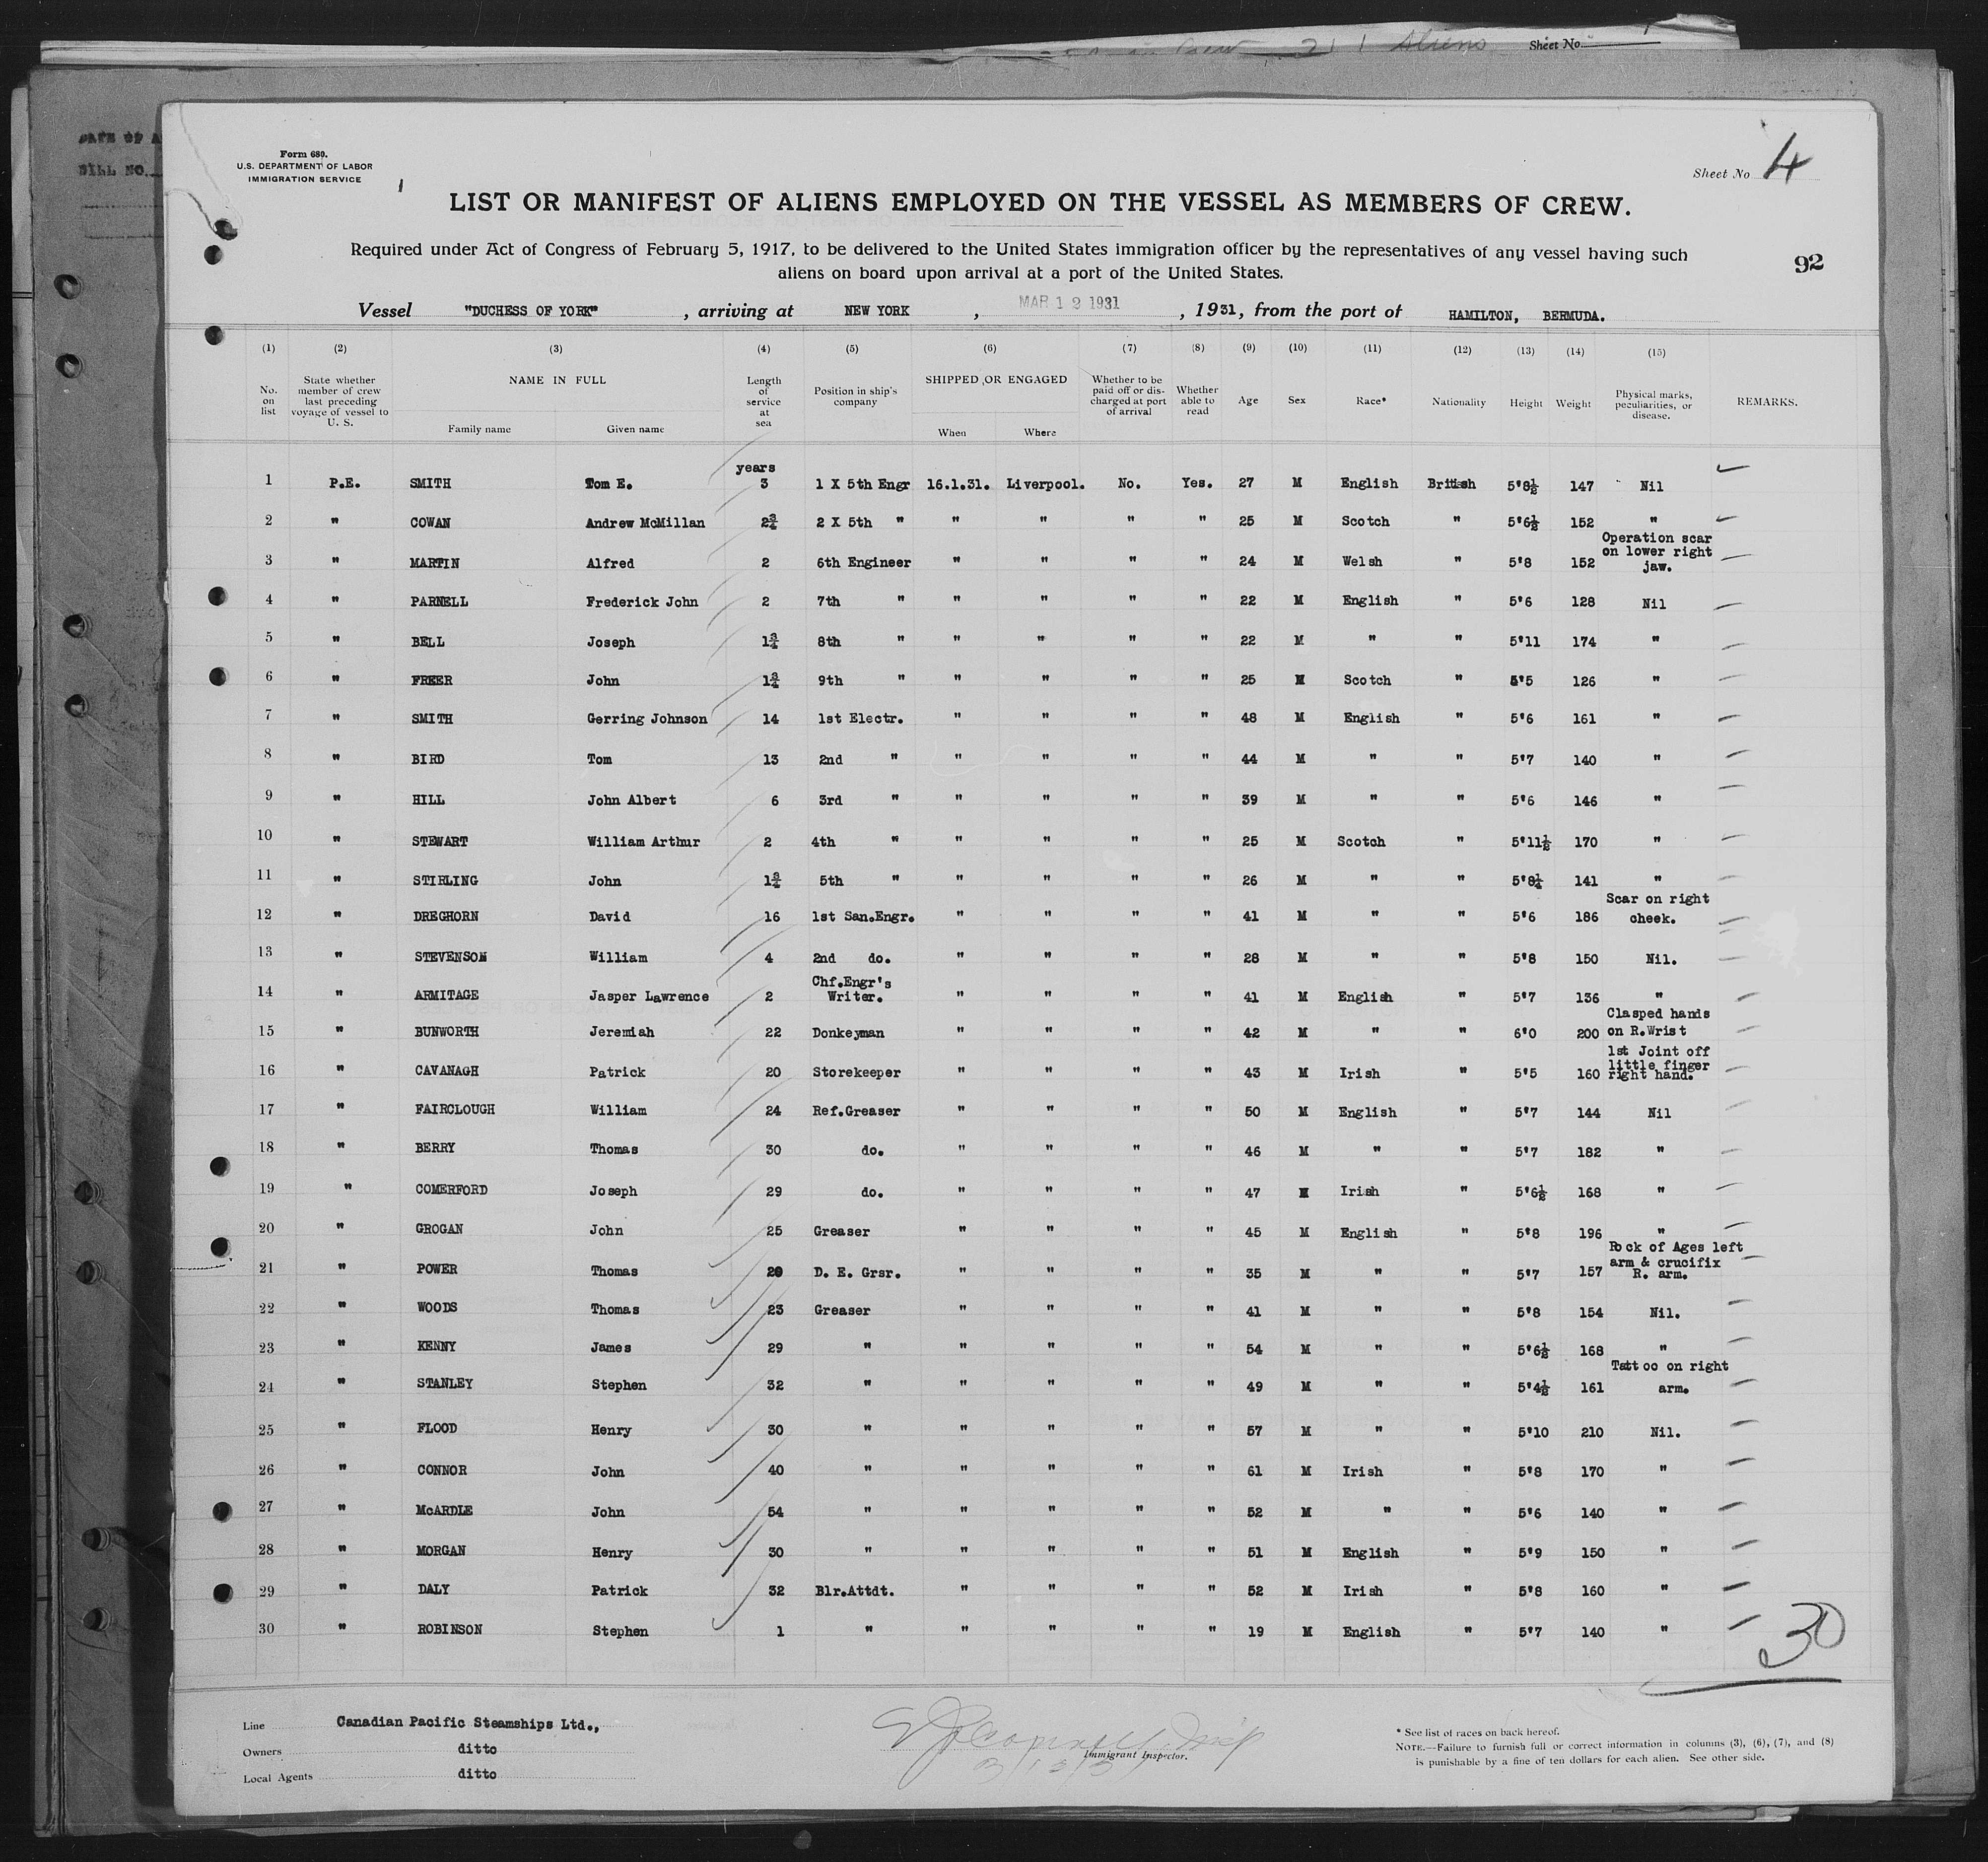 Sheet No.
DATE OF A
BILL NO.
Form 680.
U.S. DEPARTMENT OF LABOR
IMMIGRATION SERVICE
Sheet No 4
LIST OR MANIFEST OF ALIENS EMPLOYED ON THE VESSEL AS MEMBERS OF CREW.
Required under Act of Congress of February 5, 1917, to be delivered to the United States immigration officer by the representatives of any vessel having such
aliens on board upon arrival at a port of the United States.
92
Vessel "DUCHESS OF YORK", arriving at NEW YORK, MAR 12 1931, 1931, from the port of HAMILTON, BERMUDA.
(1) (2) (3) (4) (5) (6) (7) (8) (9) (10) (11) (12) (13) (14) (15)
No. on list | State whether member of crew last preceding voyage of vessel to U. S. | NAME IN FULL Family name Given name | Length of service at sea | Position in ship's company | SHIPPED OR ENGAGED When Where | Whether to be paid off or discharged at port of arrival | Whether able to read | Age | Sex | Race* | Nationality | Height | Weight | Physical marks, peculiarities, or disease. | REMARKS.
years
1 P.E. SMITH Tom E. 3 1 X 5th Engr 16.1.31. Liverpool. No. Yes. 27 M English British 5'8½ 147 Nil
2 " COWAN Andrew McMillan 2¾ 2 X 5th " " " " " 25 M Scotch " 5'6½ 152 "
3 " MARTIN Alfred 2 6th Engineer " " " " 24 M Welsh " 5'8 152 Operation scar on lower right jaw.
4 " PARNELL Frederick John 2 7th " " " " " 22 M English " 5'6 128 Nil
5 " BELL Joseph 1¾ 8th " " " " " 22 M " " 5'11 174 "
6 " FREER John 1¾ 9th " " " " " 25 M Scotch " 5'5 126 "
7 " SMITH Gerring Johnson 14 1st Electr. " " " " 48 M English " 5'6 161 "
8 " BIRD Tom 13 2nd " " " " " 44 M " " 5'7 140 "
9 " HILL John Albert 6 3rd " " " " " 39 M " " 5'6 146 "
10 " STEWART William Arthur 2 4th " " " " " 25 M Scotch " 5'11½ 170 "
11 " STIRLING John 1¾ 5th " " " " " 26 M " " 5'8¼ 141 "
12 " DREGHORN David 16 1st San.Engr. " " " " 41 M " " 5'6 186 Scar on right cheek.
13 " STEVENSON William 4 2nd do. " " " " 28 M " " 5'8 150 Nil.
14 " ARMITAGE Jasper Lawrence 2 Chf.Engr's Writer. " " " " 41 M English " 5'7 136 "
15 " BUNWORTH Jeremiah 22 Donkeyman " " " " 42 M " " 6'0 200 Clasped hands on R.Wrist
16 " CAVANAGH Patrick 20 Storekeeper " " " " 43 M Irish " 5'5 160 1st Joint off little finger right hand.
17 " FAIRCLOUGH William 24 Ref.Greaser " " " " 50 M English " 5'7 144 Nil
18 " BERRY Thomas 30 do. " " " " 46 M " " 5'7 182 "
19 " COMERFORD Joseph 29 do. " " " " 47 M Irish " 5'6½ 168 "
20 " GROGAN John 25 Greaser " " " " 45 M English " 5'8 196 "
21 " POWER Thomas 20 D. E. Grsr. " " " " 35 M " " 5'7 157 Rock of Ages left arm & crucifix R. arm.
22 " WOODS Thomas 23 Greaser " " " " 41 M " " 5'8 154 Nil.
23 " KENNY James 29 " " " " " 54 M " " 5'6½ 168 "
24 " STANLEY Stephen 32 " " " " " 49 M " " 5'4½ 161 Tattoo on right arm.
25 " FLOOD Henry 30 " " " " " 57 M " " 5'10 210 Nil.
26 " CONNOR John 40 " " " " " 61 M Irish " 5'8 170 "
27 " McARDLE John 54 " " " " " 52 M " " 5'6 140 "
28 " MORGAN Henry 30 " " " " " 51 M English " 5'9 150 "
29 " DALY Patrick 32 Blr.Attdt. " " " " 52 M Irish " 5'8 160 "
30 " ROBINSON Stephen 1 " " " " " 19 M English " 5'7 140 "
30
Line Canadian Pacific Steamships Ltd.,
Owners ditto
Local Agents ditto
Immigrant Inspector.
* See list of races on back hereof.
NOTE.—Failure to furnish full or correct information in columns (3), (6), (7), and (8)
is punishable by a fine of ten dollars for each alien. See other side.